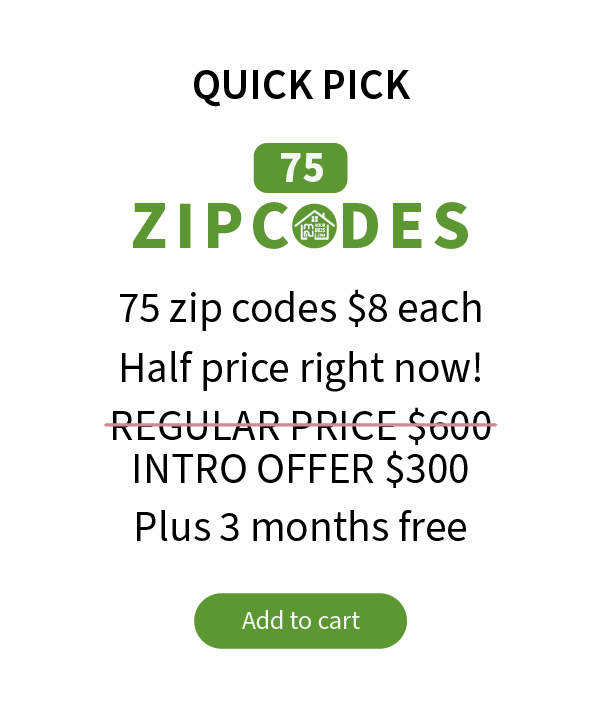 QUICK PICK
75
ZIPCODES
75 zip codes $8 each
Half price right now!
REGULAR PRICE $600
INTRO OFFER $300
Plus 3 months free
Add to cart